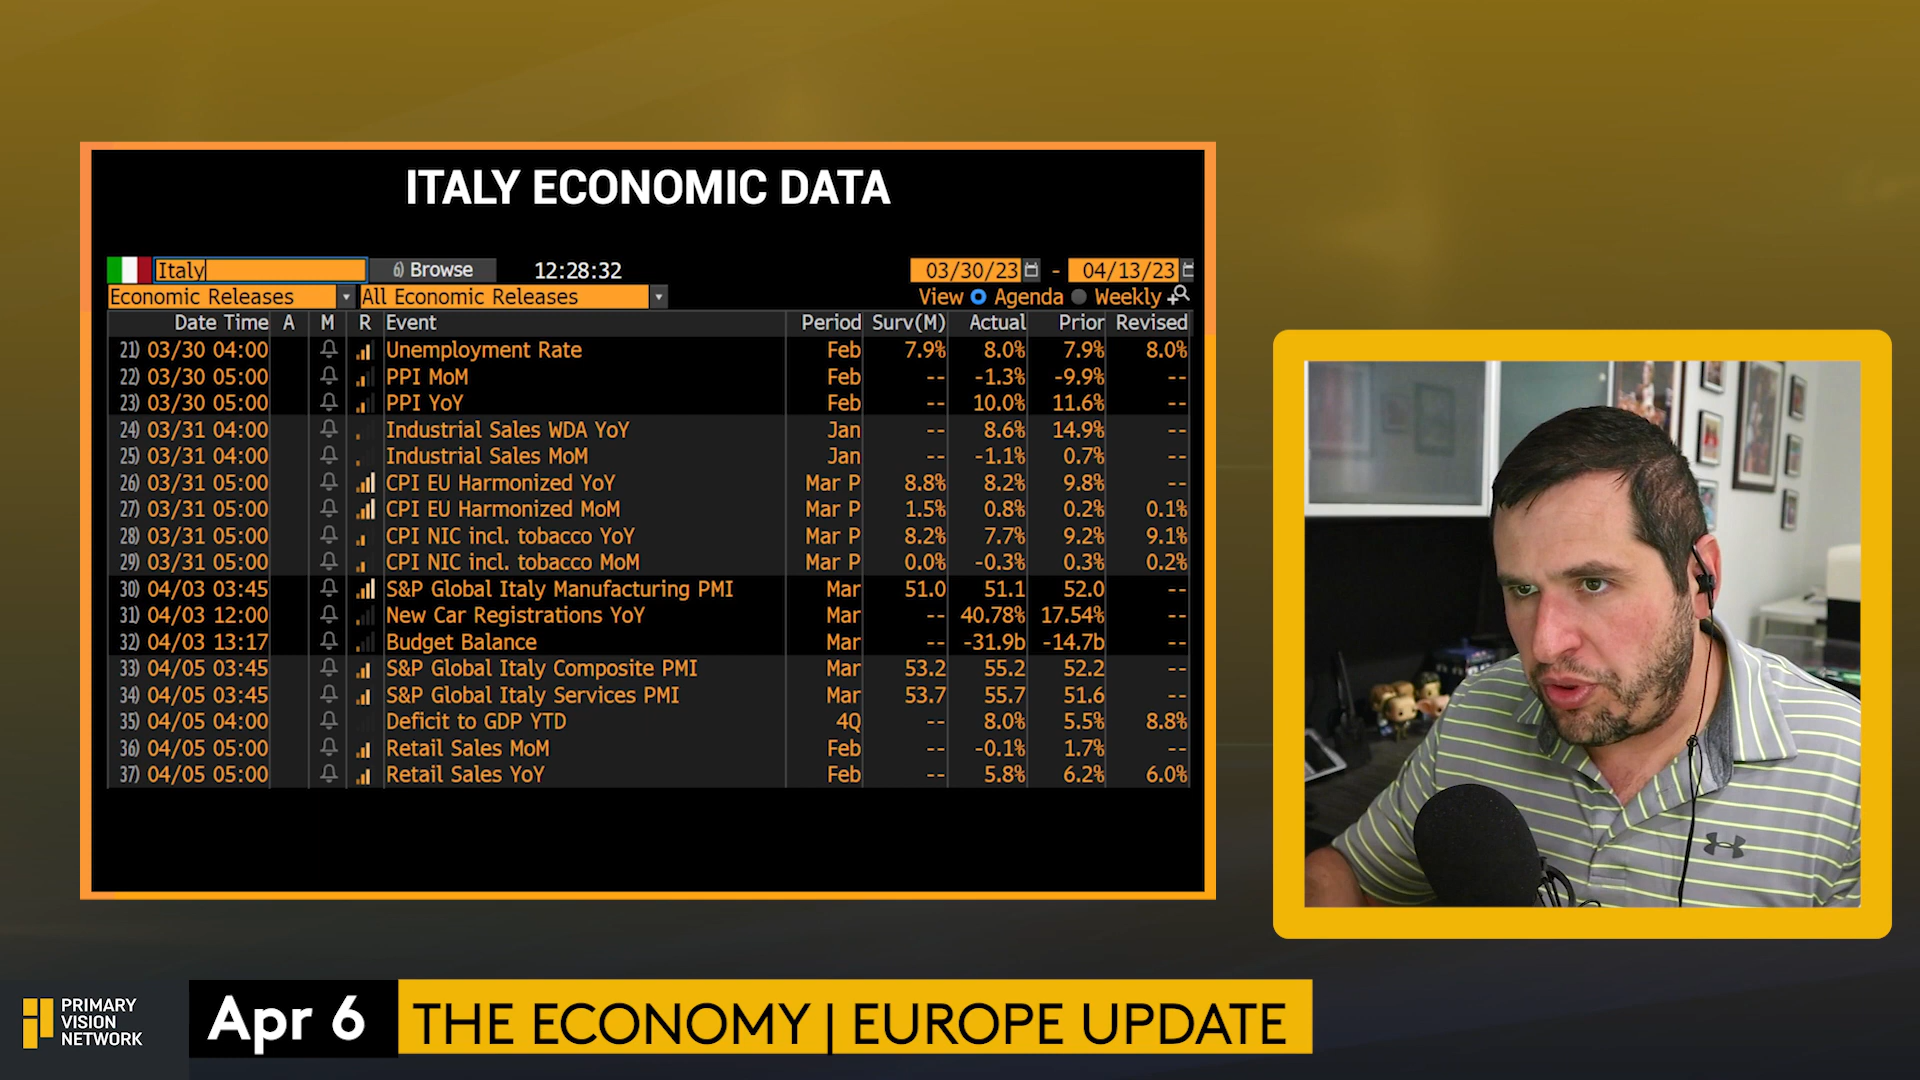 ITALY ECONOMIC DATA
Italy 6) Browse 12:28:32 03/30/23 - 04/13/23
Economic Releases All Economic Releases View Agenda Weekly
Date Time A M R Event Period Surv(M) Actual Prior Revised
21) 03/30 04:00 Unemployment Rate Feb 7.9% 8.0% 7.9% 8.0%
22) 03/30 05:00 PPI MoM Feb -- -1.3% -9.9% --
23) 03/30 05:00 PPI YoY Feb -- 10.0% 11.6% --
24) 03/31 04:00 Industrial Sales WDA YoY Jan -- 8.6% 14.9% --
25) 03/31 04:00 Industrial Sales MoM Jan -- -1.1% 0.7% --
26) 03/31 05:00 CPI EU Harmonized YoY Mar P 8.8% 8.2% 9.8% --
27) 03/31 05:00 CPI EU Harmonized MoM Mar P 1.5% 0.8% 0.2% 0.1%
28) 03/31 05:00 CPI NIC incl. tobacco YoY Mar P 8.2% 7.7% 9.2% 9.1%
29) 03/31 05:00 CPI NIC incl. tobacco MoM Mar P 0.0% -0.3% 0.3% 0.2%
30) 04/03 03:45 S&P Global Italy Manufacturing PMI Mar 51.0 51.1 52.0 --
31) 04/03 12:00 New Car Registrations YoY Mar -- 40.78% 17.54% --
32) 04/03 13:17 Budget Balance Mar -- -31.9b -14.7b --
33) 04/05 03:45 S&P Global Italy Composite PMI Mar 53.2 55.2 52.2 --
34) 04/05 03:45 S&P Global Italy Services PMI Mar 53.7 55.7 51.6 --
35) 04/05 04:00 Deficit to GDP YTD 4Q -- 8.0% 5.5% 8.8%
36) 04/05 05:00 Retail Sales MoM Feb -- -0.1% 1.7% --
37) 04/05 05:00 Retail Sales YoY Feb -- 5.8% 6.2% 6.0%
PRIMARY
VISION
NETWORK
Apr 6
THE ECONOMY | EUROPE UPDATE